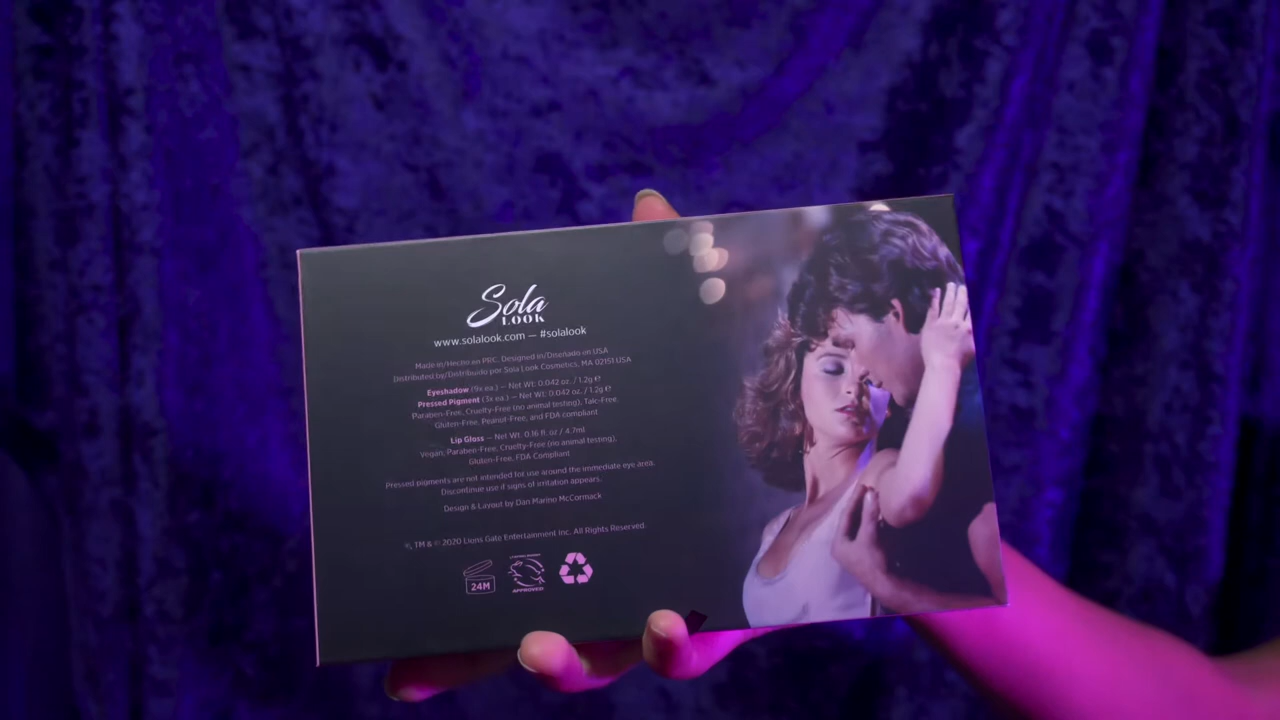 Sola
LOOK
www.solalook.com — #solalook
Made in/Hecho en PRC. Designed in/Diseñado en USA
Distributed by/Distribuido por Sola Look Cosmetics, MA 02151 USA
Eyeshadow (9x ea.) — Net Wt: 0.042 oz. / 1.2g ℮
Pressed Pigment (3x ea.) — Net Wt: 0.042 oz. / 1.2g ℮
Paraben-Free, Cruelty-Free (no animal testing), Talc-Free,
Gluten-Free, Peanut-Free, and FDA compliant
Lip Gloss — Net Wt. 0.16 fl. oz / 4.7ml
Vegan, Paraben-Free, Cruelty-Free (no animal testing),
Gluten-Free, FDA Compliant
Pressed pigments are not intended for use around the immediate eye area.
Discontinue use if signs of irritation appears.
Design & Layout by Dan Marino McCormack
®, TM & © 2020 Lions Gate Entertainment Inc. All Rights Reserved.
24M
APPROVED!